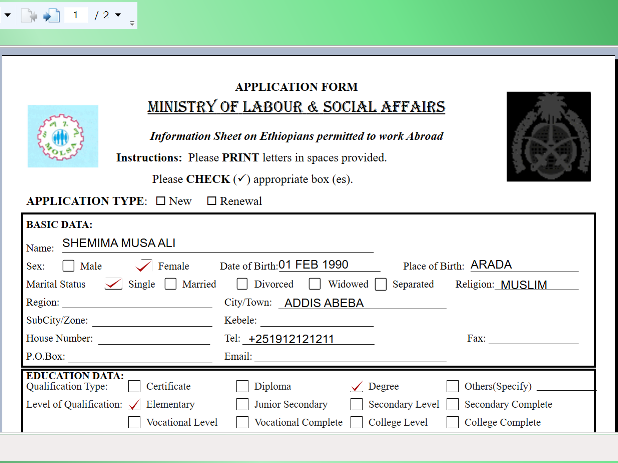 1 / 2
APPLICATION FORM
MINISTRY OF LABOUR & SOCIAL AFFAIRS
Information Sheet on Ethiopians permitted to work Abroad
Instructions: Please PRINT letters in spaces provided.
Please CHECK (✓) appropriate box (es).
APPLICATION TYPE: ☐ New ☐ Renewal
BASIC DATA:
Name: SHEMIMA MUSA ALI
Sex: ☐ Male ✓ Female Date of Birth: 01 FEB 1990 Place of Birth: ARADA
Marital Status ✓ Single ☐ Married ☐ Divorced ☐ Widowed ☐ Separated Religion: MUSLIM
Region: City/Town: ADDIS ABEBA
SubCity/Zone: Kebele:
House Number: Tel: +251912121211 Fax:
P.O.Box: Email:
EDUCATION DATA:
Qualification Type: ☐ Certificate ☐ Diploma ✓ Degree ☐ Others(Specify)
Level of Qualification: ✓ Elementary ☐ Junior Secondary ☐ Secondary Level ☐ Secondary Complete
☐ Vocational Level ☐ Vocational Complete ☐ College Level ☐ College Complete